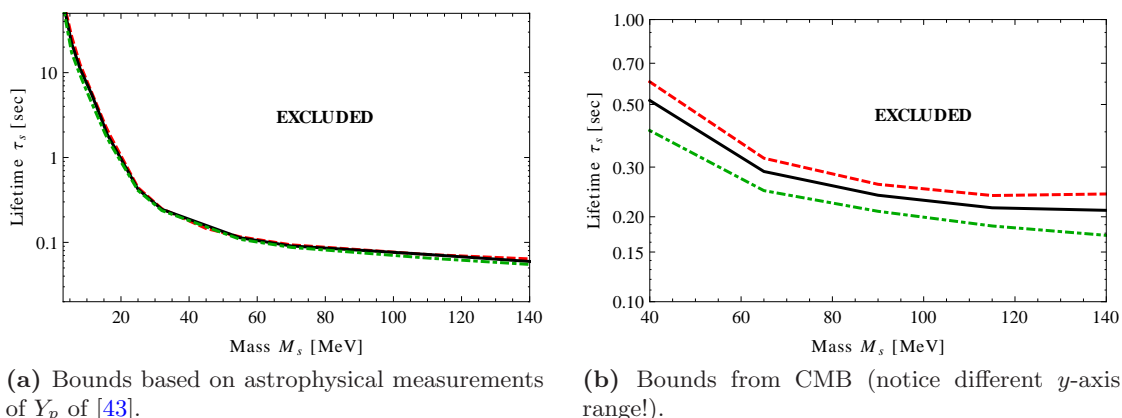 10
1
0.1
Lifetime τs [sec]
EXCLUDED
20 40 60 80 100 120 140
Mass Ms [MeV]
(a) Bounds based on astrophysical measurements
of Yp of [43].
1.00
0.70
0.50
0.30
0.20
0.15
0.10
Lifetime τs [sec]
EXCLUDED
40 60 80 100 120 140
Mass Ms [MeV]
(b) Bounds from CMB (notice different y-axis
range!).